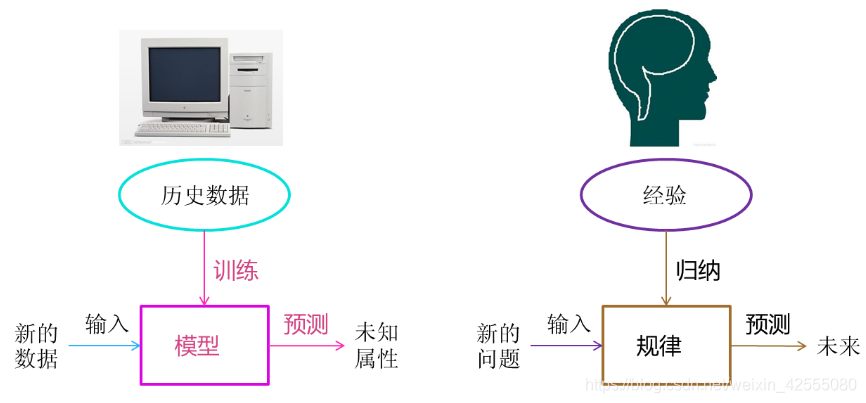 历史数据
训练
新的
数据
输入
模型
预测
未知
属性
经验
归纳
新的
问题
输入
规律
预测
未来
https://blog.csdn.net/weixin_42555080